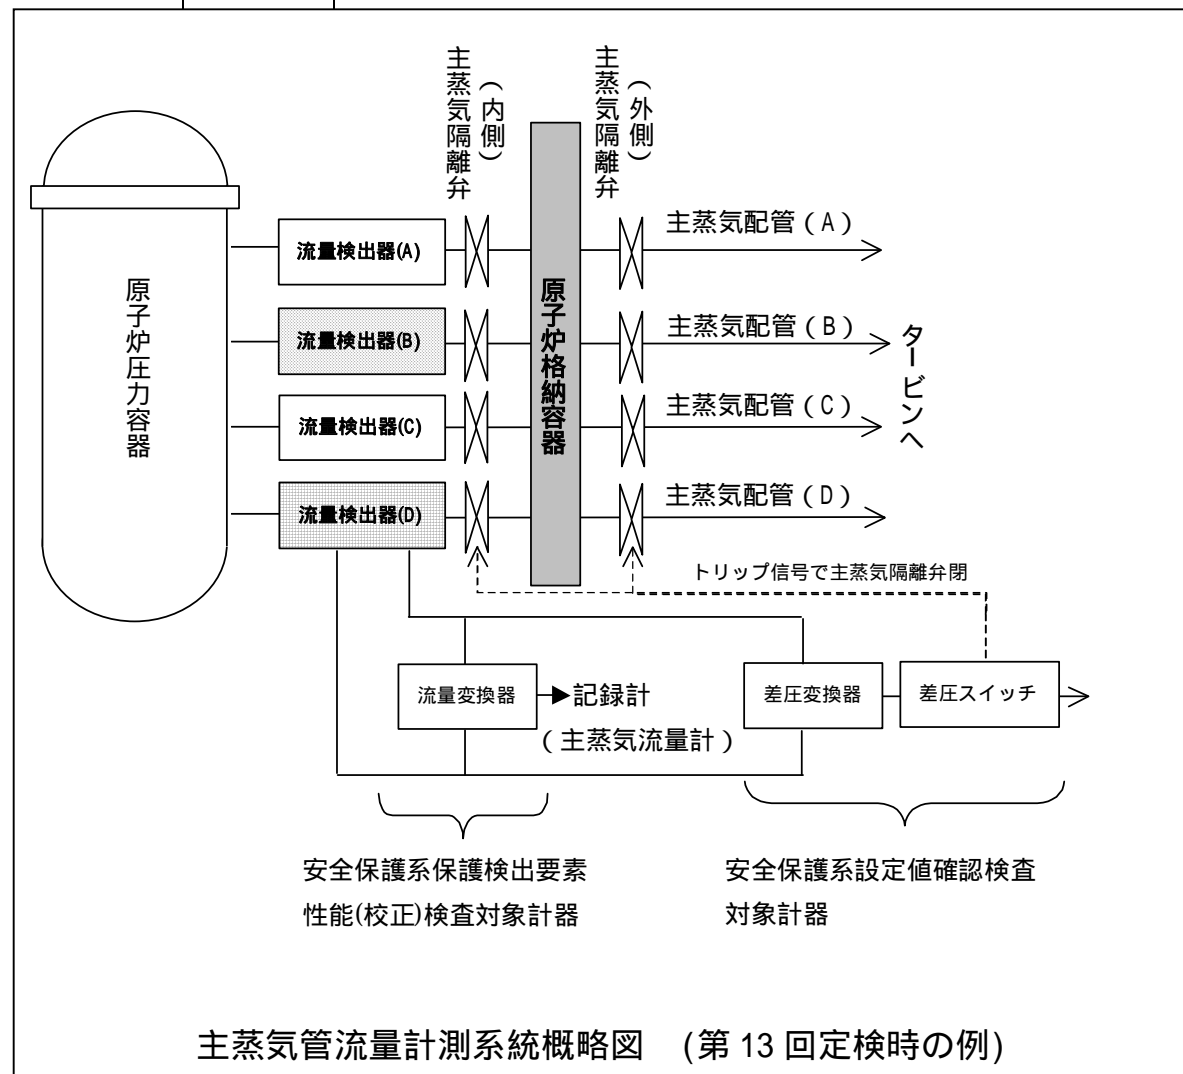 主蒸気隔離弁
(内側)
主蒸気隔離弁
(外側)
原子炉圧力容器
流量検出器(A)
流量検出器(B)
流量検出器(C)
流量検出器(D)
原子炉格納容器
主蒸気配管(A)
主蒸気配管(B)
主蒸気配管(C)
主蒸気配管(D)
タービンへ
トリップ信号で主蒸気隔離弁閉
流量変換器
記録計
(主蒸気流量計)
差圧変換器
差圧スイッチ
安全保護系保護検出要素
性能(校正)検査対象計器
安全保護系設定値確認検査
対象計器
主蒸気管流量計測系統概略図 (第 13 回定検時の例)